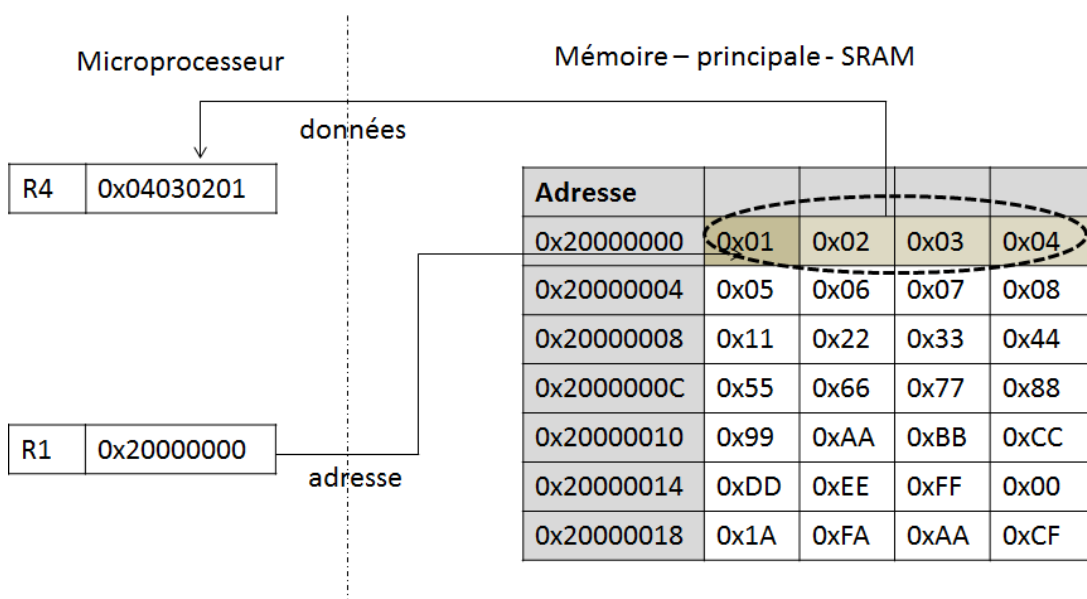 Microprocesseur
Mémoire – principale - SRAM
données
R4 0x04030201
Adresse
0x20000000 0x01 0x02 0x03 0x04
0x20000004 0x05 0x06 0x07 0x08
0x20000008 0x11 0x22 0x33 0x44
0x2000000C 0x55 0x66 0x77 0x88
0x20000010 0x99 0xAA 0xBB 0xCC
0x20000014 0xDD 0xEE 0xFF 0x00
0x20000018 0x1A 0xFA 0xAA 0xCF
R1 0x20000000
adresse